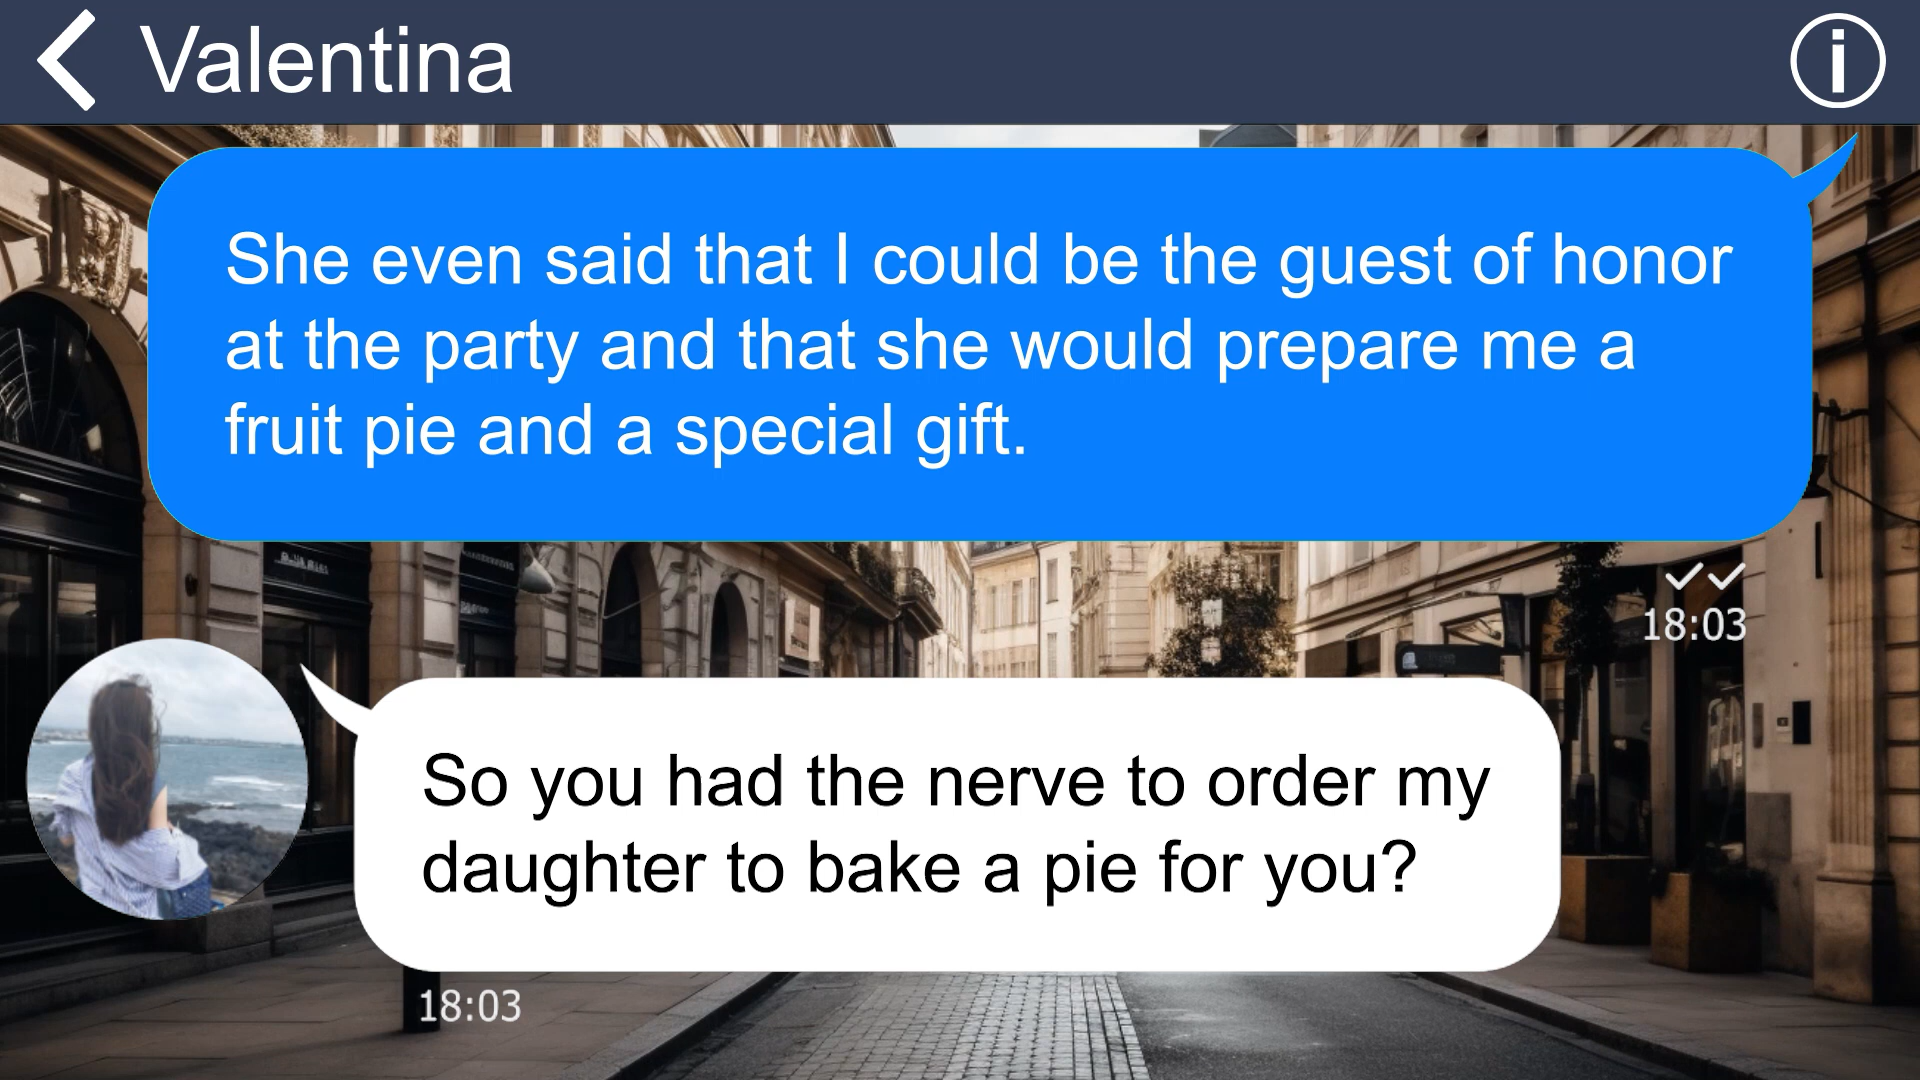 Valentina
She even said that I could be the guest of honor
at the party and that she would prepare me a
fruit pie and a special gift.
18:03
So you had the nerve to order my
daughter to bake a pie for you?
18:03